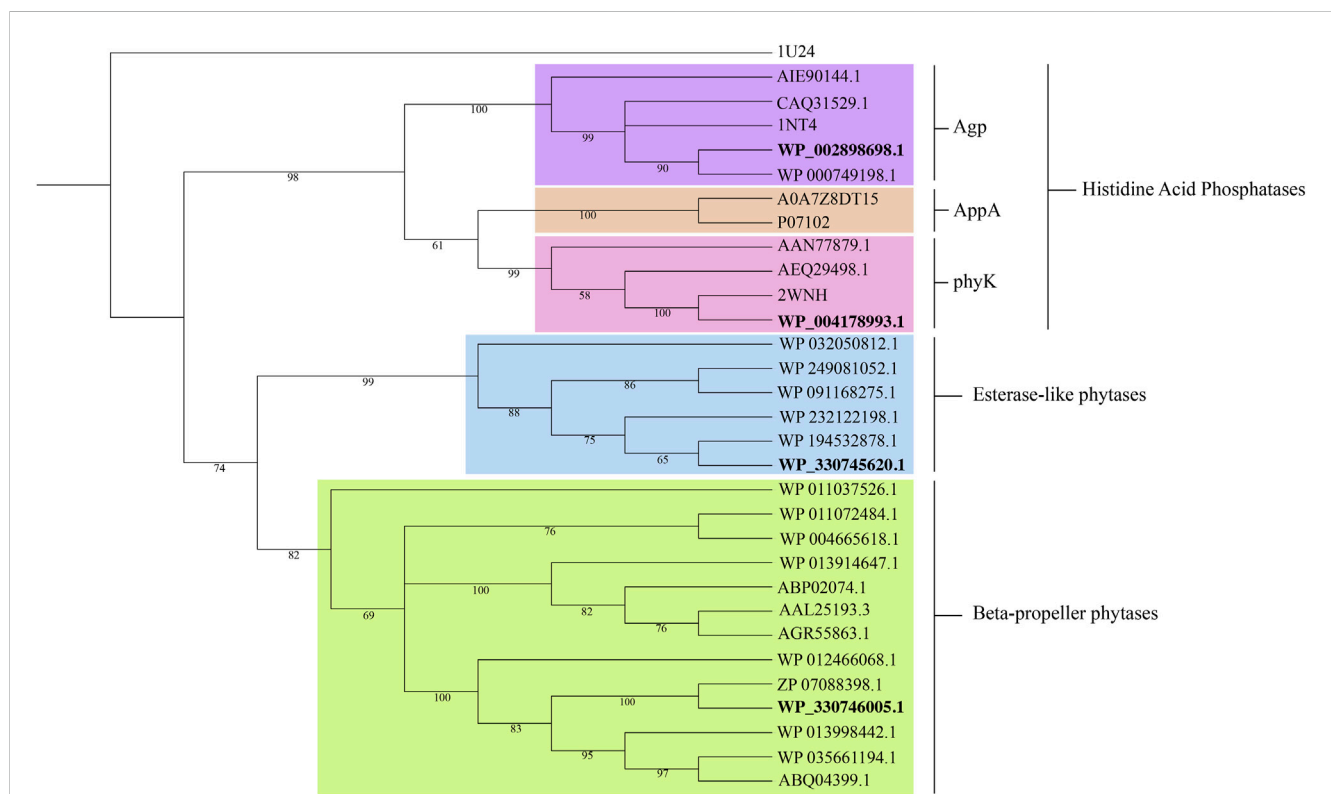 1U24
AIE90144.1
100
CAQ31529.1
Agp
1NT4
99
WP_002898698.1
90
WP 000749198.1
98
Histidine Acid Phosphatases
A0A7Z8DT15
100
AppA
P07102
61
AAN77879.1
99
AEQ29498.1
phyK
58
2WNH
100
WP_004178993.1
WP 032050812.1
99
WP 249081052.1
86
WP 091168275.1
Esterase-like phytases
88
WP 232122198.1
75
WP 194532878.1
65
WP_330745620.1
74
WP 011037526.1
WP 011072484.1
76
WP 004665618.1
82
WP 013914647.1
100
ABP02074.1
82
AAL25193.3
Beta-propeller phytases
69
76
AGR55863.1
WP 012466068.1
ZP 07088398.1
100
100
WP_330746005.1
83
WP 013998442.1
95
WP 035661194.1
97
ABQ04399.1